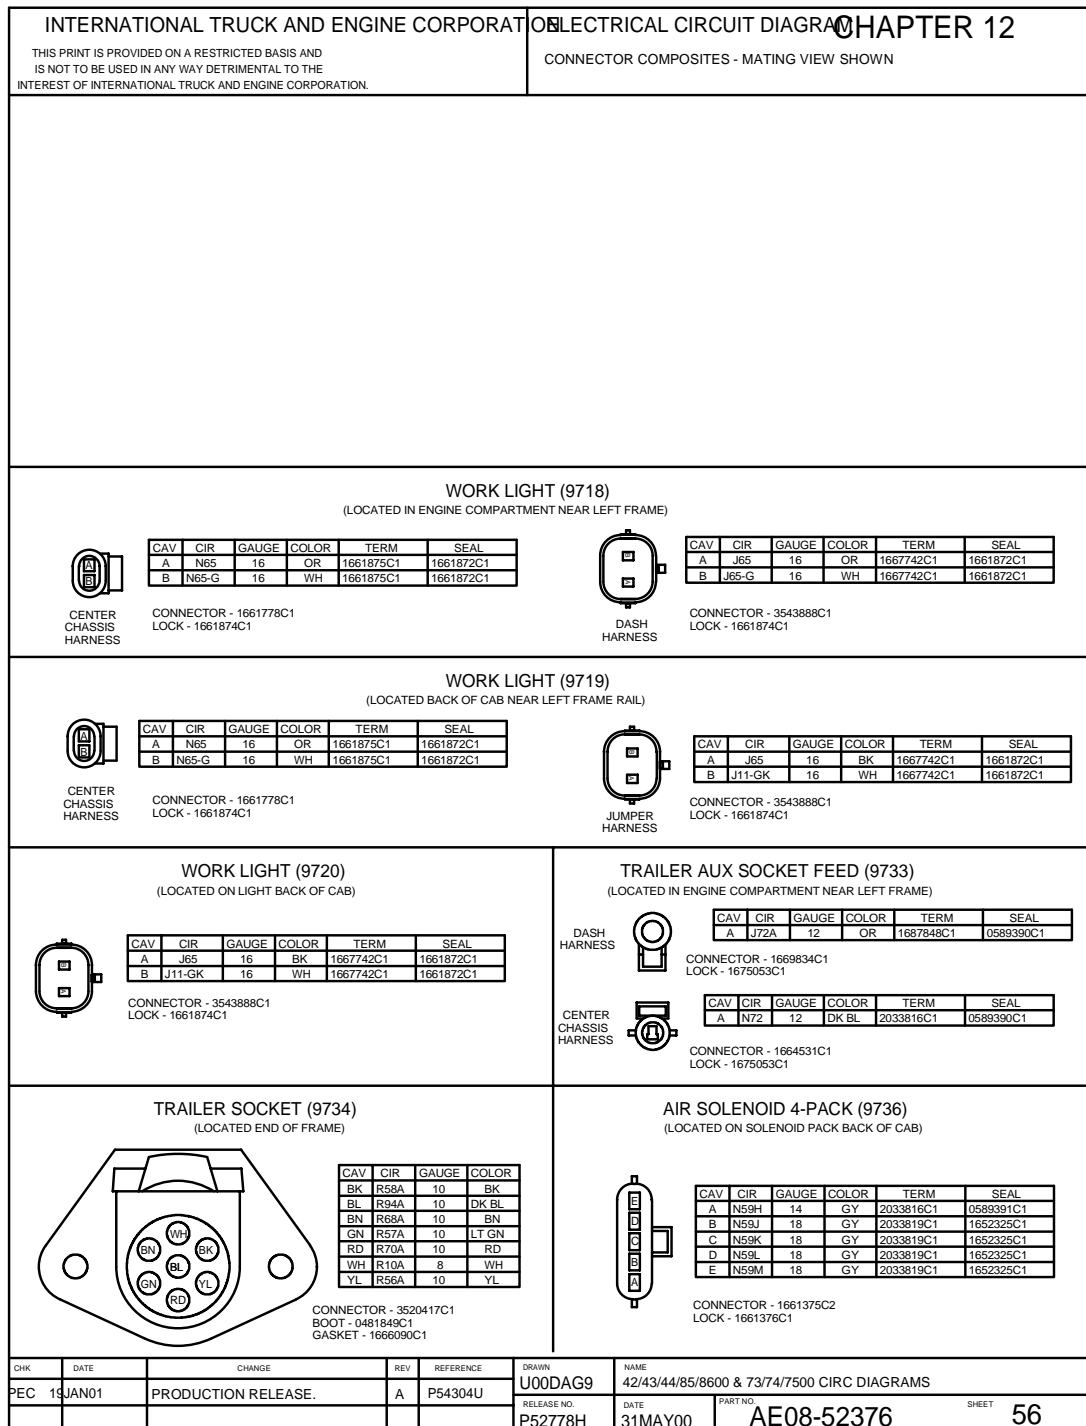 INTERNATIONAL TRUCK AND ENGINE CORPORATION
THIS PRINT IS PROVIDED ON A RESTRICTED BASIS AND
IS NOT TO BE USED IN ANY WAY DETRIMENTAL TO THE
INTEREST OF INTERNATIONAL TRUCK AND ENGINE CORPORATION.
ELECTRICAL CIRCUIT DIAGRAM
CHAPTER 12
CONNECTOR COMPOSITES - MATING VIEW SHOWN
WORK LIGHT (9718)
(LOCATED IN ENGINE COMPARTMENT NEAR LEFT FRAME)
A
B
CENTER
CHASSIS
HARNESS
CAV CIR GAUGE COLOR TERM SEAL
A N65 16 OR 1661875C1 1661872C1
B N65-G 16 WH 1661875C1 1661872C1
CONNECTOR - 1661778C1
LOCK - 1661874C1
B
A
DASH
HARNESS
CAV CIR GAUGE COLOR TERM SEAL
A J65 16 OR 1667742C1 1661872C1
B J65-G 16 WH 1667742C1 1661872C1
CONNECTOR - 3543888C1
LOCK - 1661874C1
WORK LIGHT (9719)
(LOCATED BACK OF CAB NEAR LEFT FRAME RAIL)
A
B
CENTER
CHASSIS
HARNESS
CAV CIR GAUGE COLOR TERM SEAL
A N65 16 OR 1661875C1 1661872C1
B N65-G 16 WH 1661875C1 1661872C1
CONNECTOR - 1661778C1
LOCK - 1661874C1
B
A
JUMPER
HARNESS
CAV CIR GAUGE COLOR TERM SEAL
A J65 16 BK 1667742C1 1661872C1
B J11-GK 16 WH 1667742C1 1661872C1
CONNECTOR - 3543888C1
LOCK - 1661874C1
WORK LIGHT (9720)
(LOCATED ON LIGHT BACK OF CAB)
B
A
CAV CIR GAUGE COLOR TERM SEAL
A J65 16 BK 1667742C1 1661872C1
B J11-GK 16 WH 1667742C1 1661872C1
CONNECTOR - 3543888C1
LOCK - 1661874C1
TRAILER AUX SOCKET FEED (9733)
(LOCATED IN ENGINE COMPARTMENT NEAR LEFT FRAME)
DASH
HARNESS
CAV CIR GAUGE COLOR TERM SEAL
A J72A 12 OR 1687848C1 0589390C1
CONNECTOR - 1669834C1
LOCK - 1675053C1
CENTER
CHASSIS
HARNESS
CAV CIR GAUGE COLOR TERM SEAL
A N72 12 DK BL 2033816C1 0589390C1
CONNECTOR - 1664531C1
LOCK - 1675053C1
TRAILER SOCKET (9734)
(LOCATED END OF FRAME)
WH
BN BK
BL
GN YL
RD
CAV CIR GAUGE COLOR
BK R58A 10 BK
BL R94A 10 DK BL
BN R68A 10 BN
GN R57A 10 LT GN
RD R70A 10 RD
WH R10A 8 WH
YL R56A 10 YL
CONNECTOR - 3520417C1
BOOT - 0481849C1
GASKET - 1666090C1
AIR SOLENOID 4-PACK (9736)
(LOCATED ON SOLENOID PACK BACK OF CAB)
E
D
C
B
A
CAV CIR GAUGE COLOR TERM SEAL
A N59H 14 GY 2033816C1 0589391C1
B N59J 18 GY 2033819C1 1652325C1
C N59K 18 GY 2033819C1 1652325C1
D N59L 18 GY 2033819C1 1652325C1
E N59M 18 GY 2033819C1 1652325C1
CONNECTOR - 1661375C2
LOCK - 1661376C1
CHK DATE CHANGE REV REFERENCE
PEC 19JAN01 PRODUCTION RELEASE. A P54304U
DRAWN
U00DAG9
NAME
42/43/44/85/8600 & 73/74/7500 CIRC DIAGRAMS
RELEASE NO.
P52778H
DATE
31MAY00
PART NO.
AE08-52376
SHEET
56